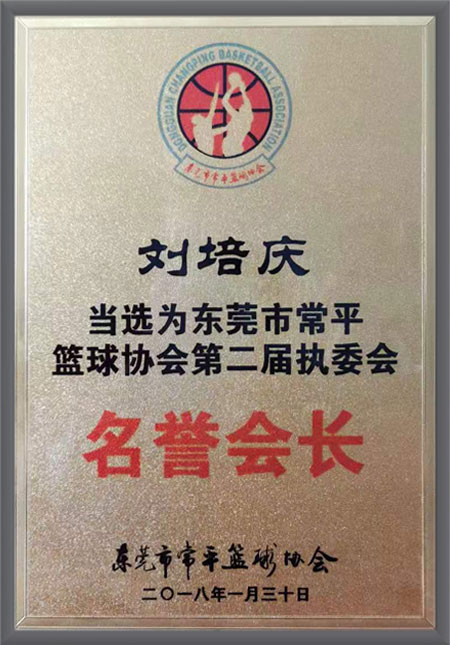 DONGGUAN CHANGPING BASKETBALL ASSOCIATION
东莞市常平篮球协会
刘培庆
当选为东莞市常平
篮球协会第二届执委会
名誉会长
东莞市常平篮球协会
二〇一八年一月三十日